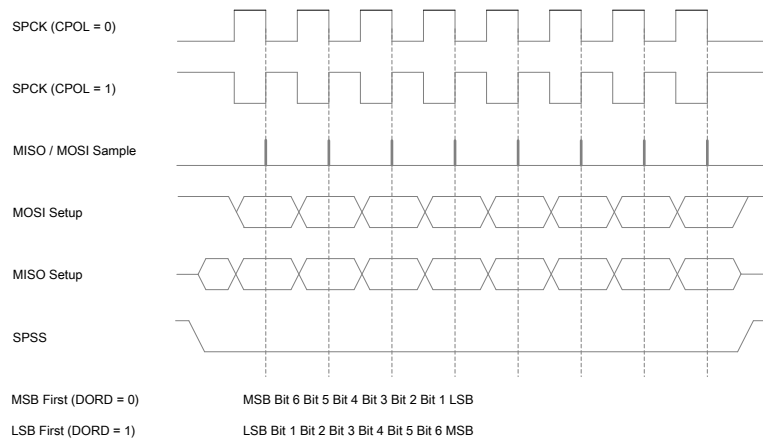 SPCK (CPOL = 0)
SPCK (CPOL = 1)
MISO / MOSI Sample
MOSI Setup
MISO Setup
SPSS
MSB First (DORD = 0) MSB Bit 6 Bit 5 Bit 4 Bit 3 Bit 2 Bit 1 LSB
LSB First (DORD = 1) LSB Bit 1 Bit 2 Bit 3 Bit 4 Bit 5 Bit 6 MSB